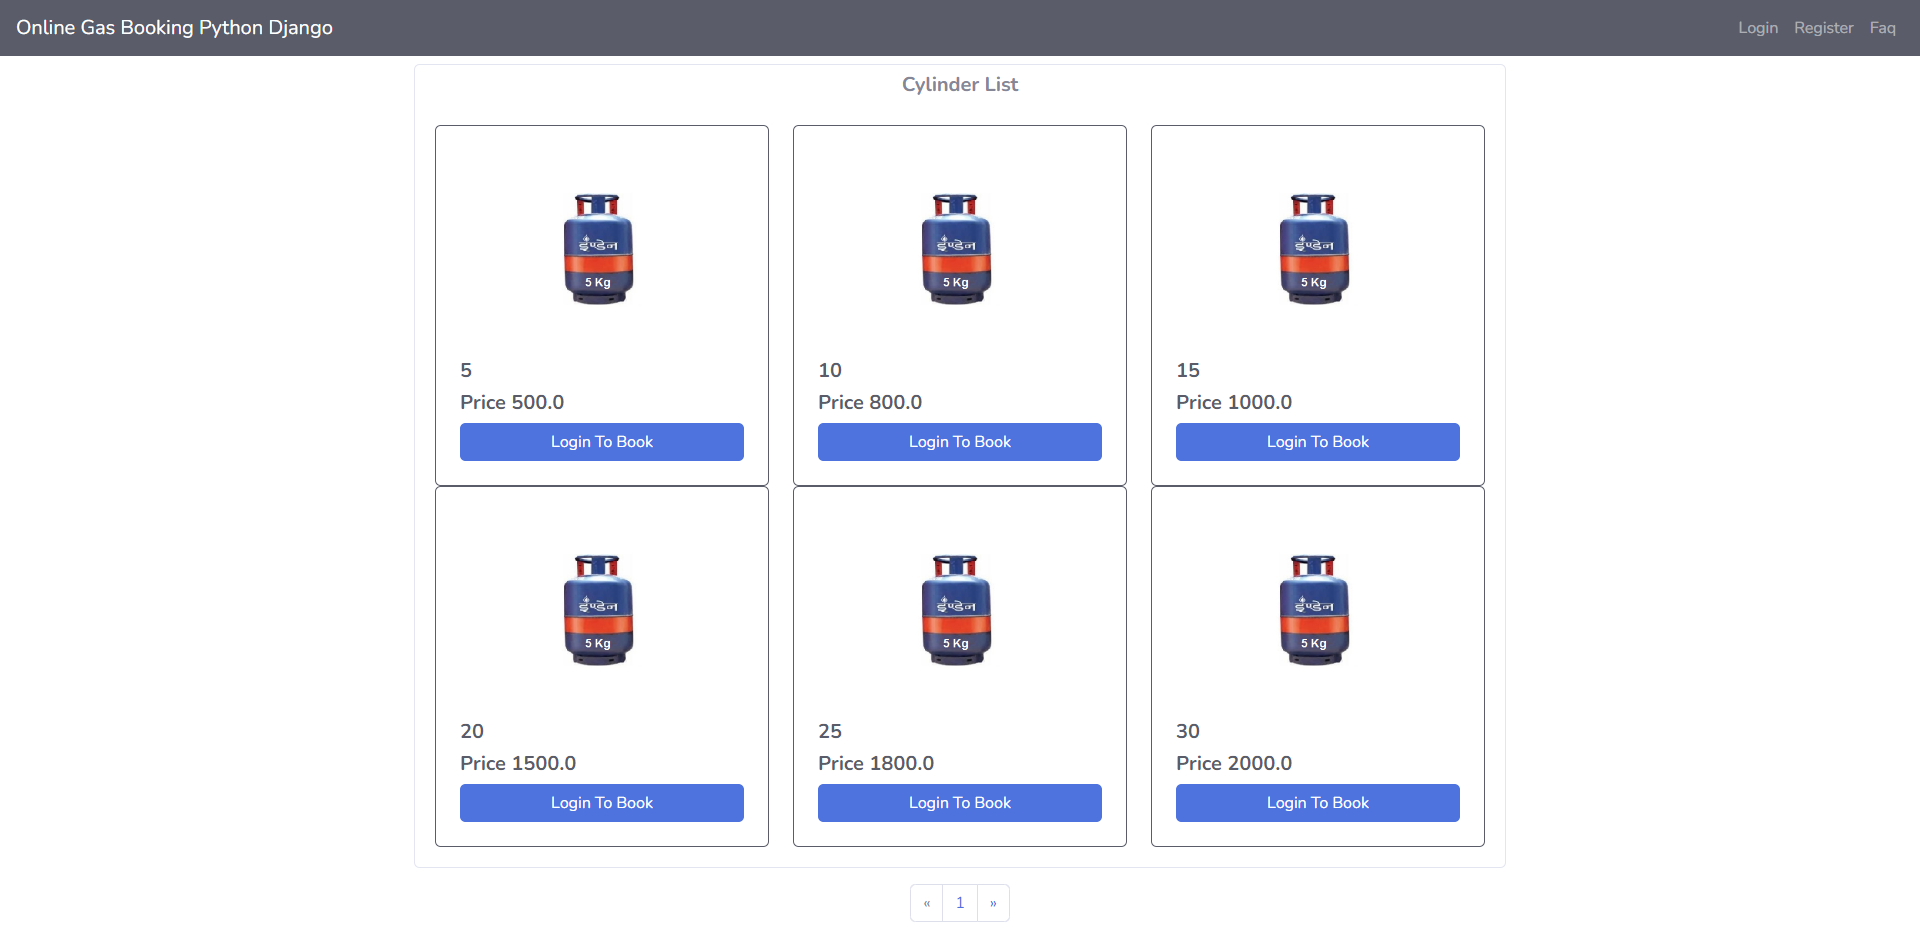 Online Gas Booking Python Django
Login Register Faq
Cylinder List
इंण्डेन
5 Kg
5
Price 500.0
Login To Book
इंण्डेन
5 Kg
10
Price 800.0
Login To Book
इंण्डेन
5 Kg
15
Price 1000.0
Login To Book
इंण्डेन
5 Kg
20
Price 1500.0
Login To Book
इंण्डेन
5 Kg
25
Price 1800.0
Login To Book
इंण्डेन
5 Kg
30
Price 2000.0
Login To Book
« 1 »